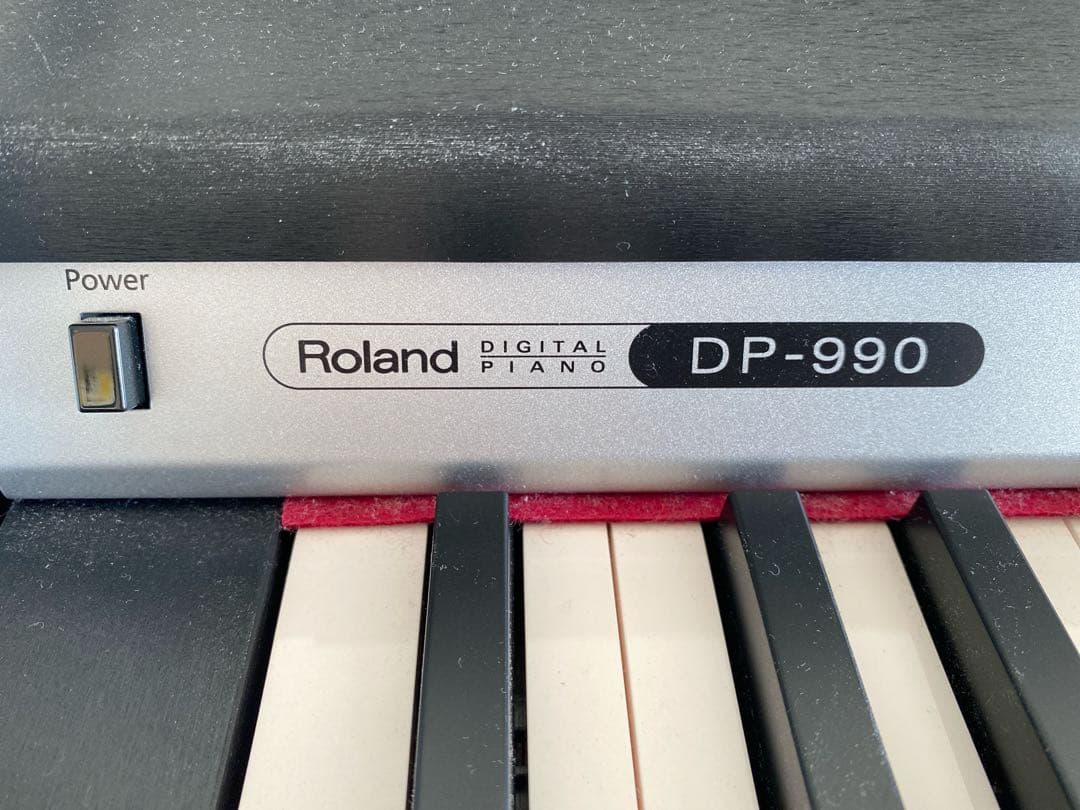 Power
Roland DIGITAL PIANO DP-990